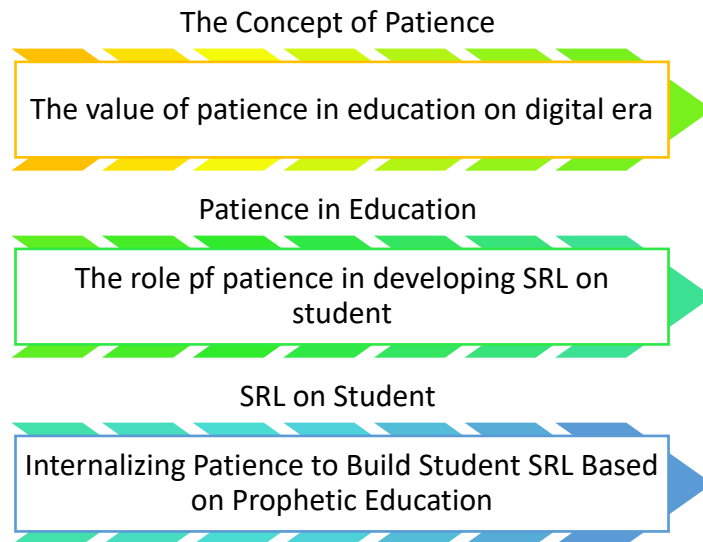 The Concept of Patience
The value of patience in education on digital era
Patience in Education
The role pf patience in developing SRL on
student
SRL on Student
Internalizing Patience to Build Student SRL Based
on Prophetic Education